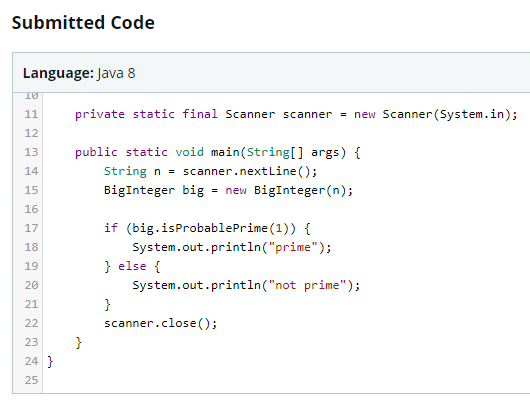 Submitted Code
Language: Java 8
10
11 private static final Scanner scanner = new Scanner(System.in);
12
13 public static void main(String[] args) {
14 String n = scanner.nextLine();
15 BigInteger big = new BigInteger(n);
16
17 if (big.isProbablePrime(1)) {
18 System.out.println("prime");
19 } else {
20 System.out.println("not prime");
21 }
22 scanner.close();
23 }
24 }
25